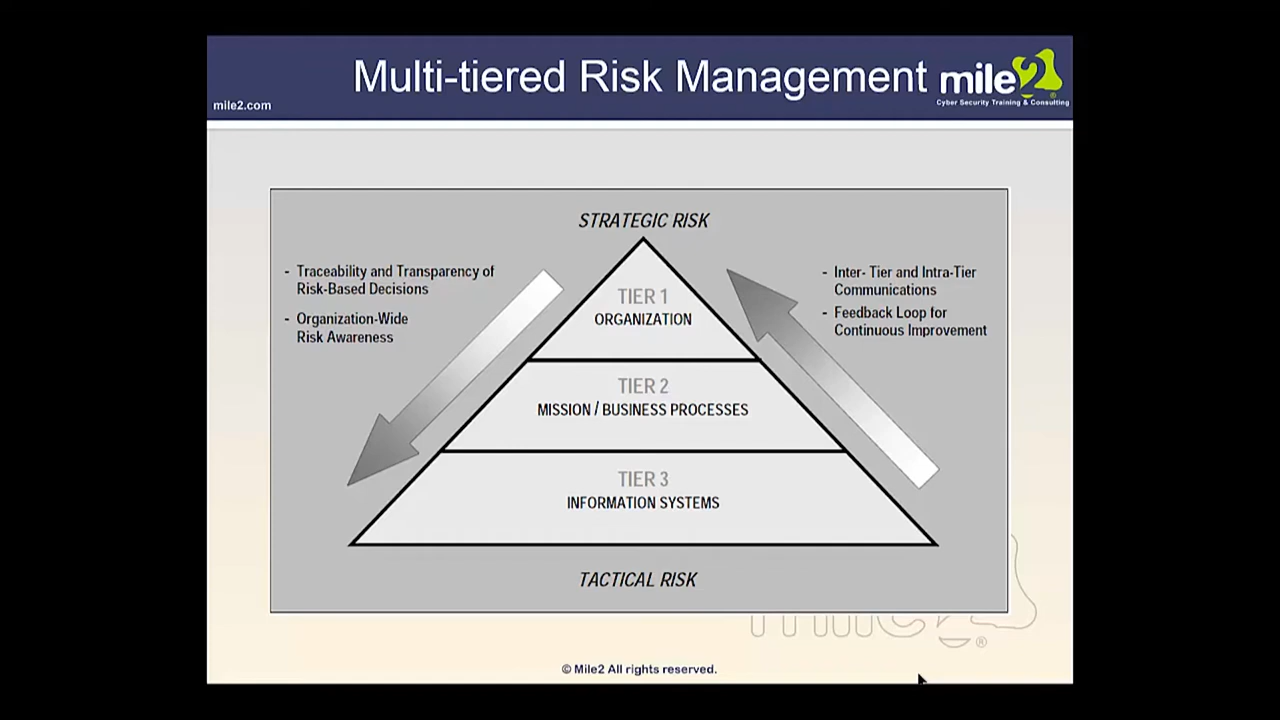 Multi-tiered Risk Management
mile2
mile2.com
Cyber Security Training & Consulting
STRATEGIC RISK
- Traceability and Transparency of
Risk-Based Decisions
- Organization-Wide
Risk Awareness
- Inter- Tier and Intra-Tier
Communications
- Feedback Loop for
Continuous Improvement
TIER 1
ORGANIZATION
TIER 2
MISSION / BUSINESS PROCESSES
TIER 3
INFORMATION SYSTEMS
TACTICAL RISK
mile2®
© Mile2 All rights reserved.